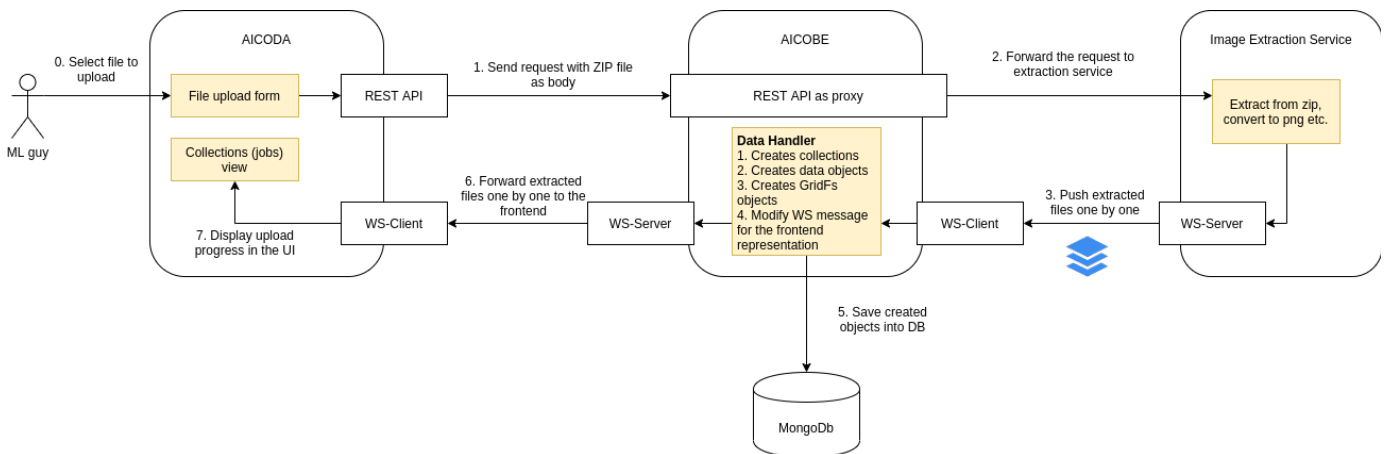 AICODA
AICOBE
Image Extraction Service
0. Select file to
upload
1. Send request with ZIP file
as body
2. Forward the request to
extraction service
File upload form
REST API
REST API as proxy
Extract from zip,
convert to png etc.
ML guy
Collections (jobs)
view
Data Handler
1. Creates collections
2. Creates data objects
3. Creates GridFs
objects
4. Modify WS message
for the frontend
representation
6. Forward extracted
files one by one to the
frontend
3. Push extracted
files one by one
WS-Client
WS-Server
WS-Client
WS-Server
7. Display upload
progress in the UI
5. Save created
objects into DB
MongoDb